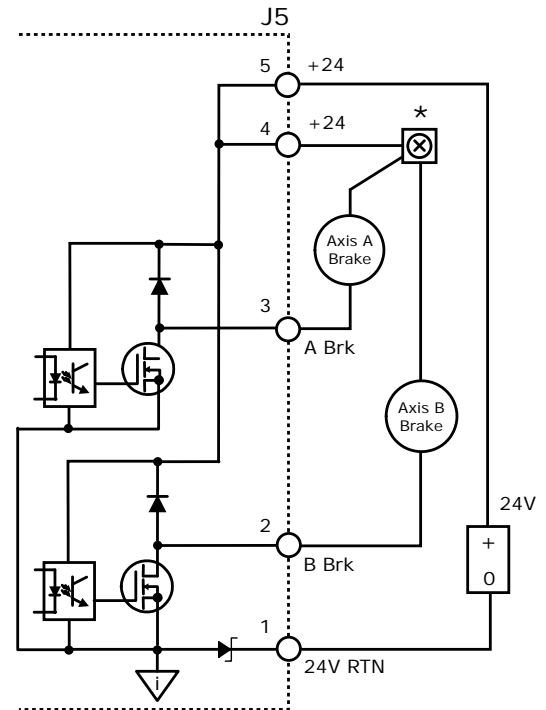 J5
5 +24
4 +24
*
Axis A
Brake
3
A Brk
Axis B
Brake
24V
+
0
2
B Brk
1
24V RTN
i